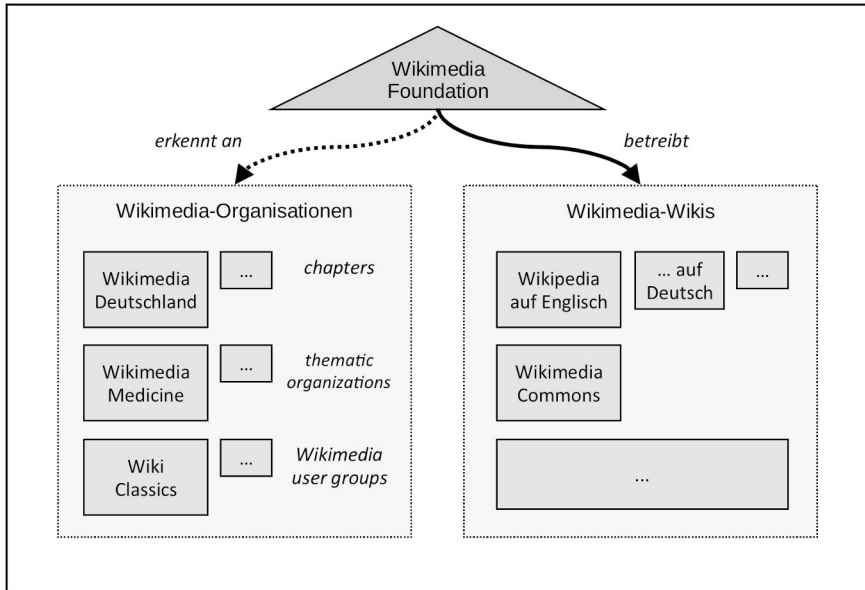 Wikimedia
Foundation
erkennt an
betreibt
Wikimedia-Organisationen
Wikimedia
Deutschland
...
chapters
Wikimedia
Medicine
...
thematic
organizations
Wiki
Classics
...
Wikimedia
user groups
Wikimedia-Wikis
Wikipedia
auf Englisch
... auf
Deutsch
...
Wikimedia
Commons
...